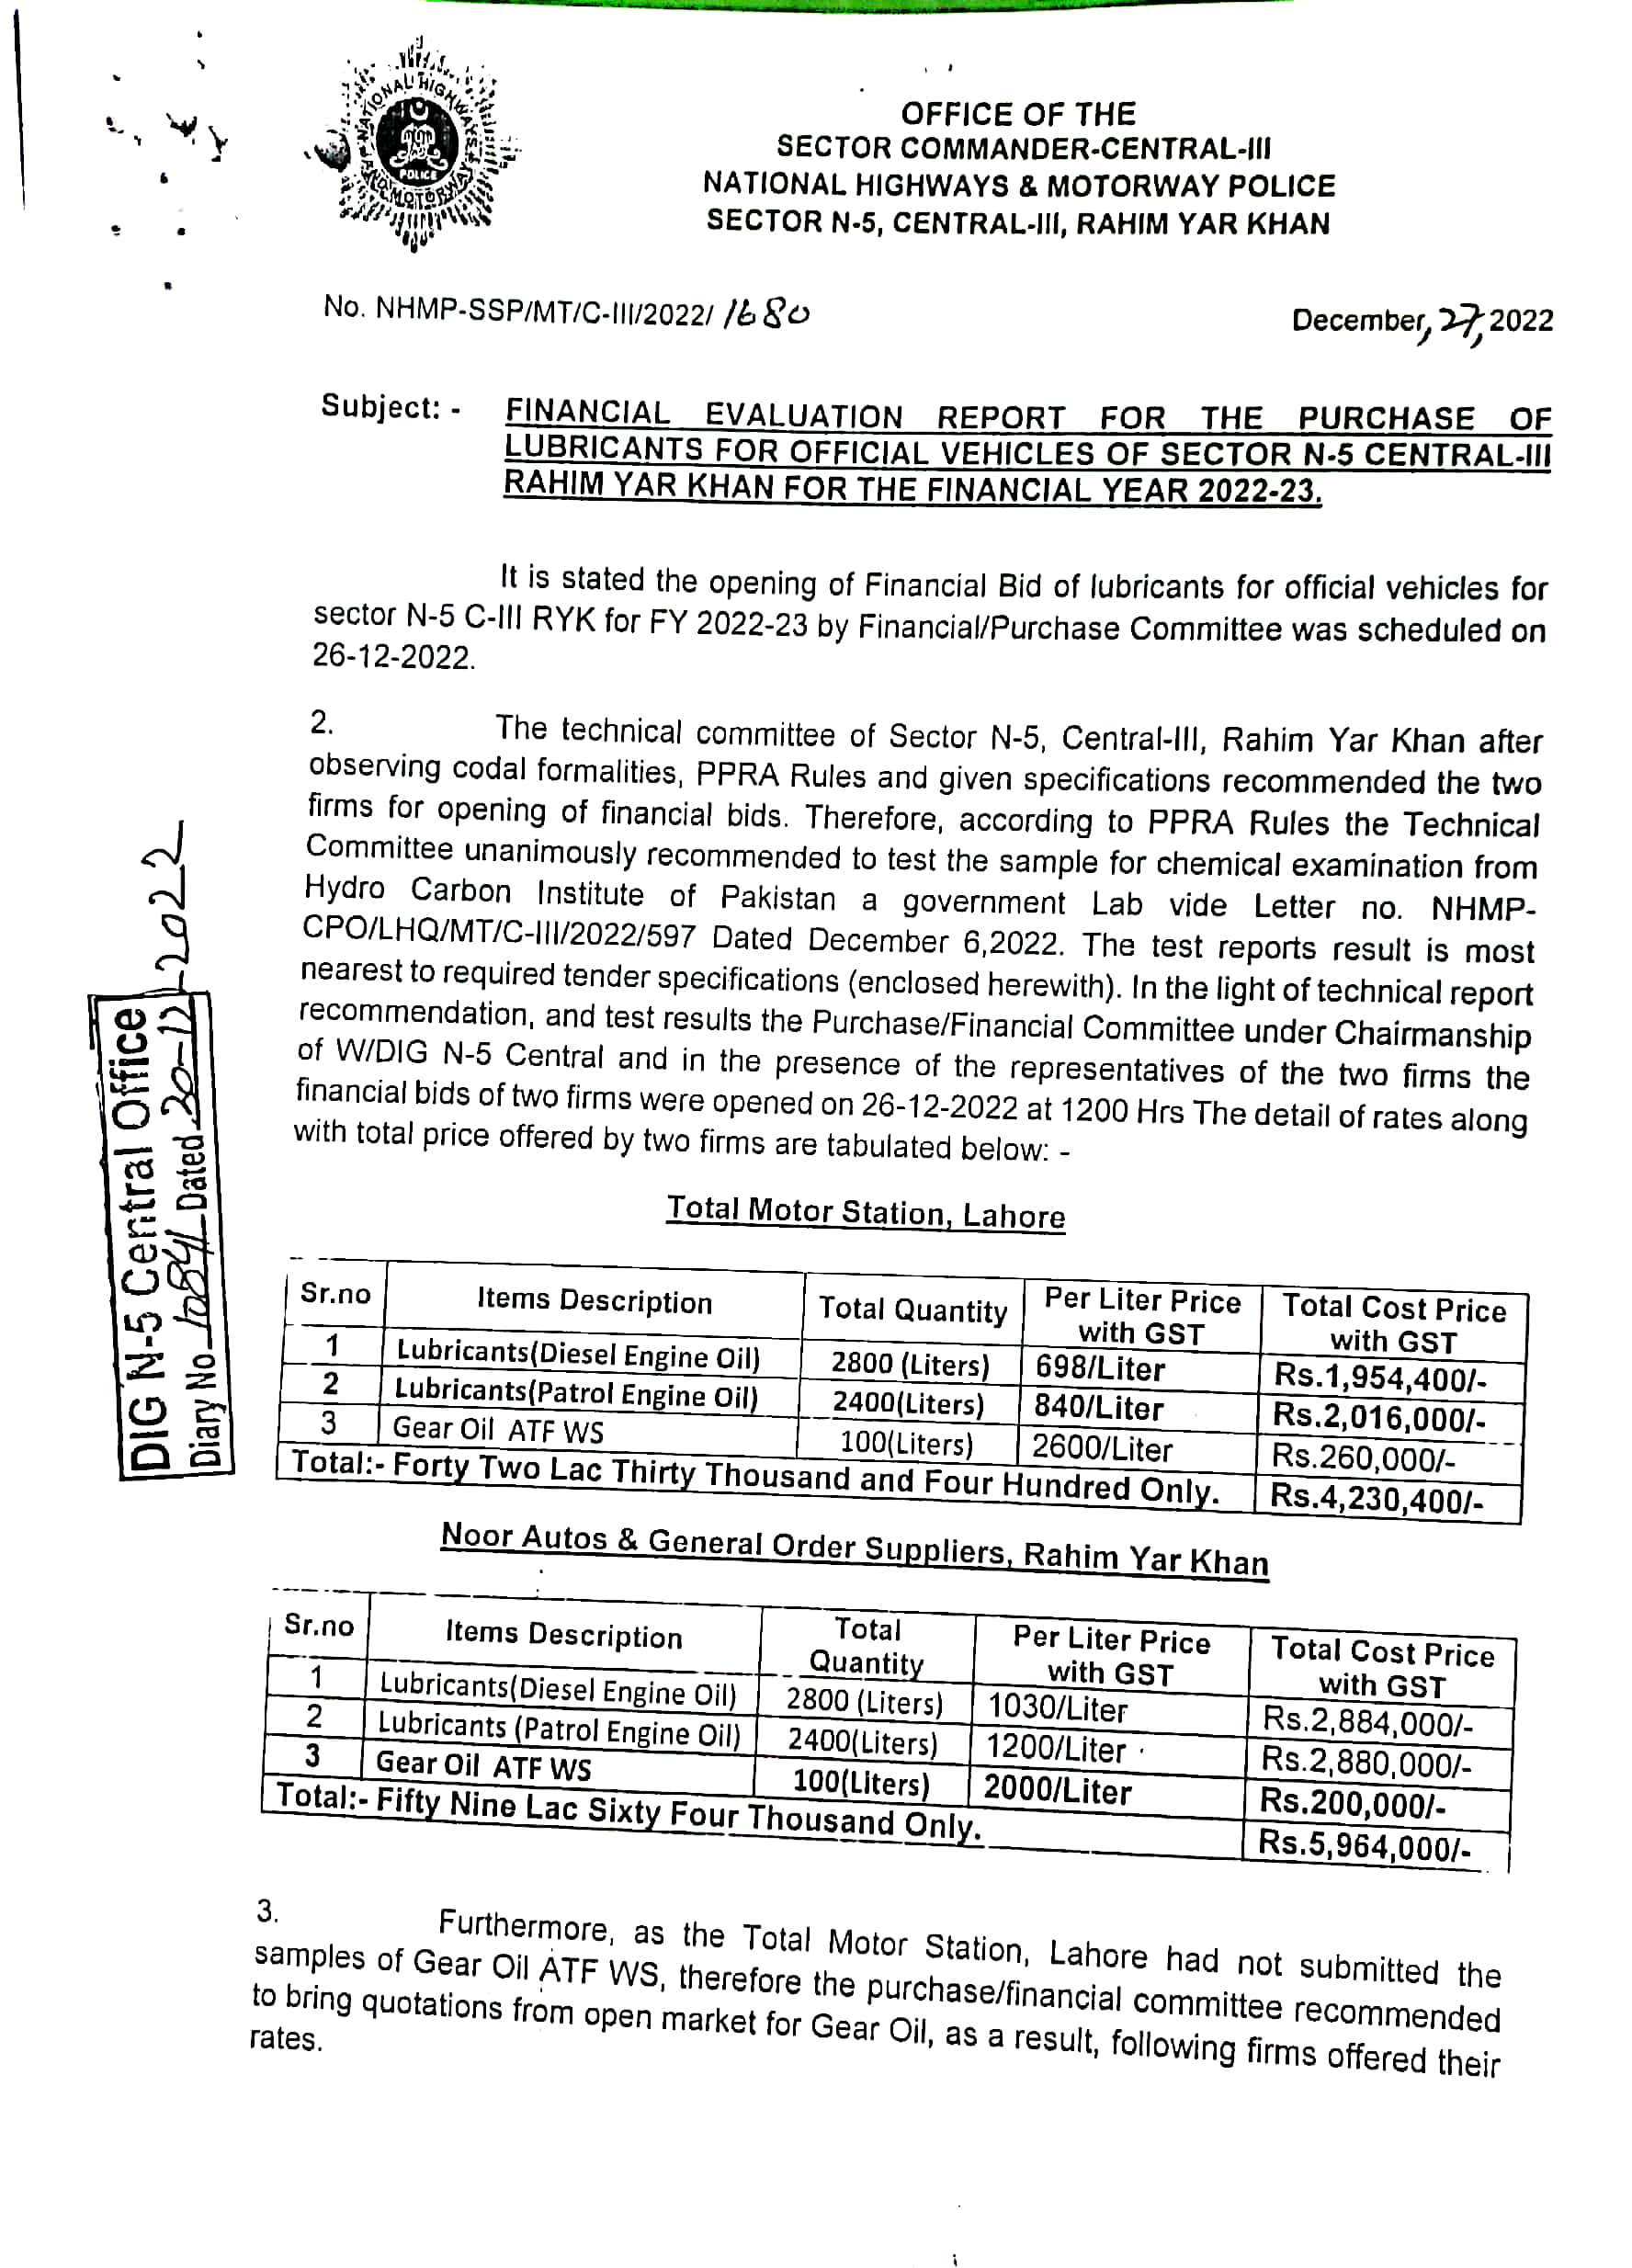 NATIONAL HIGHWAYS
AND MOTORWAY
POLICE
OFFICE OF THE
SECTOR COMMANDER-CENTRAL-III
NATIONAL HIGHWAYS & MOTORWAY POLICE
SECTOR N-5, CENTRAL-III, RAHIM YAR KHAN
No. NHMP-SSP/MT/C-III/2022/ 1680
December, 27, 2022
Subject: - FINANCIAL EVALUATION REPORT FOR THE PURCHASE OF
LUBRICANTS FOR OFFICIAL VEHICLES OF SECTOR N-5 CENTRAL-III
RAHIM YAR KHAN FOR THE FINANCIAL YEAR 2022-23.
It is stated the opening of Financial Bid of lubricants for official vehicles for
sector N-5 C-III RYK for FY 2022-23 by Financial/Purchase Committee was scheduled on
26-12-2022.
2. The technical committee of Sector N-5, Central-III, Rahim Yar Khan after
observing codal formalities, PPRA Rules and given specifications recommended the two
firms for opening of financial bids. Therefore, according to PPRA Rules the Technical
Committee unanimously recommended to test the sample for chemical examination from
Hydro Carbon Institute of Pakistan a government Lab vide Letter no. NHMP-
CPO/LHQ/MT/C-III/2022/597 Dated December 6,2022. The test reports result is most
nearest to required tender specifications (enclosed herewith). In the light of technical report
recommendation, and test results the Purchase/Financial Committee under Chairmanship
of W/DIG N-5 Central and in the presence of the representatives of the two firms the
financial bids of two firms were opened on 26-12-2022 at 1200 Hrs The detail of rates along
with total price offered by two firms are tabulated below: -
DIG N-5 Central Office
Diary No 10841 Dated 30-12-2022
Total Motor Station, Lahore
Sr.no Items Description Total Quantity Per Liter Price with GST Total Cost Price with GST
1 Lubricants(Diesel Engine Oil) 2800 (Liters) 698/Liter Rs.1,954,400/-
2 Lubricants(Patrol Engine Oil) 2400(Liters) 840/Liter Rs.2,016,000/-
3 Gear Oil ATF WS 100(Liters) 2600/Liter Rs.260,000/-
Total:- Forty Two Lac Thirty Thousand and Four Hundred Only. Rs.4,230,400/-
Noor Autos & General Order Suppliers, Rahim Yar Khan
Sr.no Items Description Total Quantity Per Liter Price with GST Total Cost Price with GST
1 Lubricants(Diesel Engine Oil) 2800 (Liters) 1030/Liter Rs.2,884,000/-
2 Lubricants (Patrol Engine Oil) 2400(Liters) 1200/Liter Rs.2,880,000/-
3 Gear Oil ATF WS 100(Liters) 2000/Liter Rs.200,000/-
Total:- Fifty Nine Lac Sixty Four Thousand Only. Rs.5,964,000/-
3. Furthermore, as the Total Motor Station, Lahore had not submitted the
samples of Gear Oil ATF WS, therefore the purchase/financial committee recommended
to bring quotations from open market for Gear Oil, as a result, following firms offered their
rates.